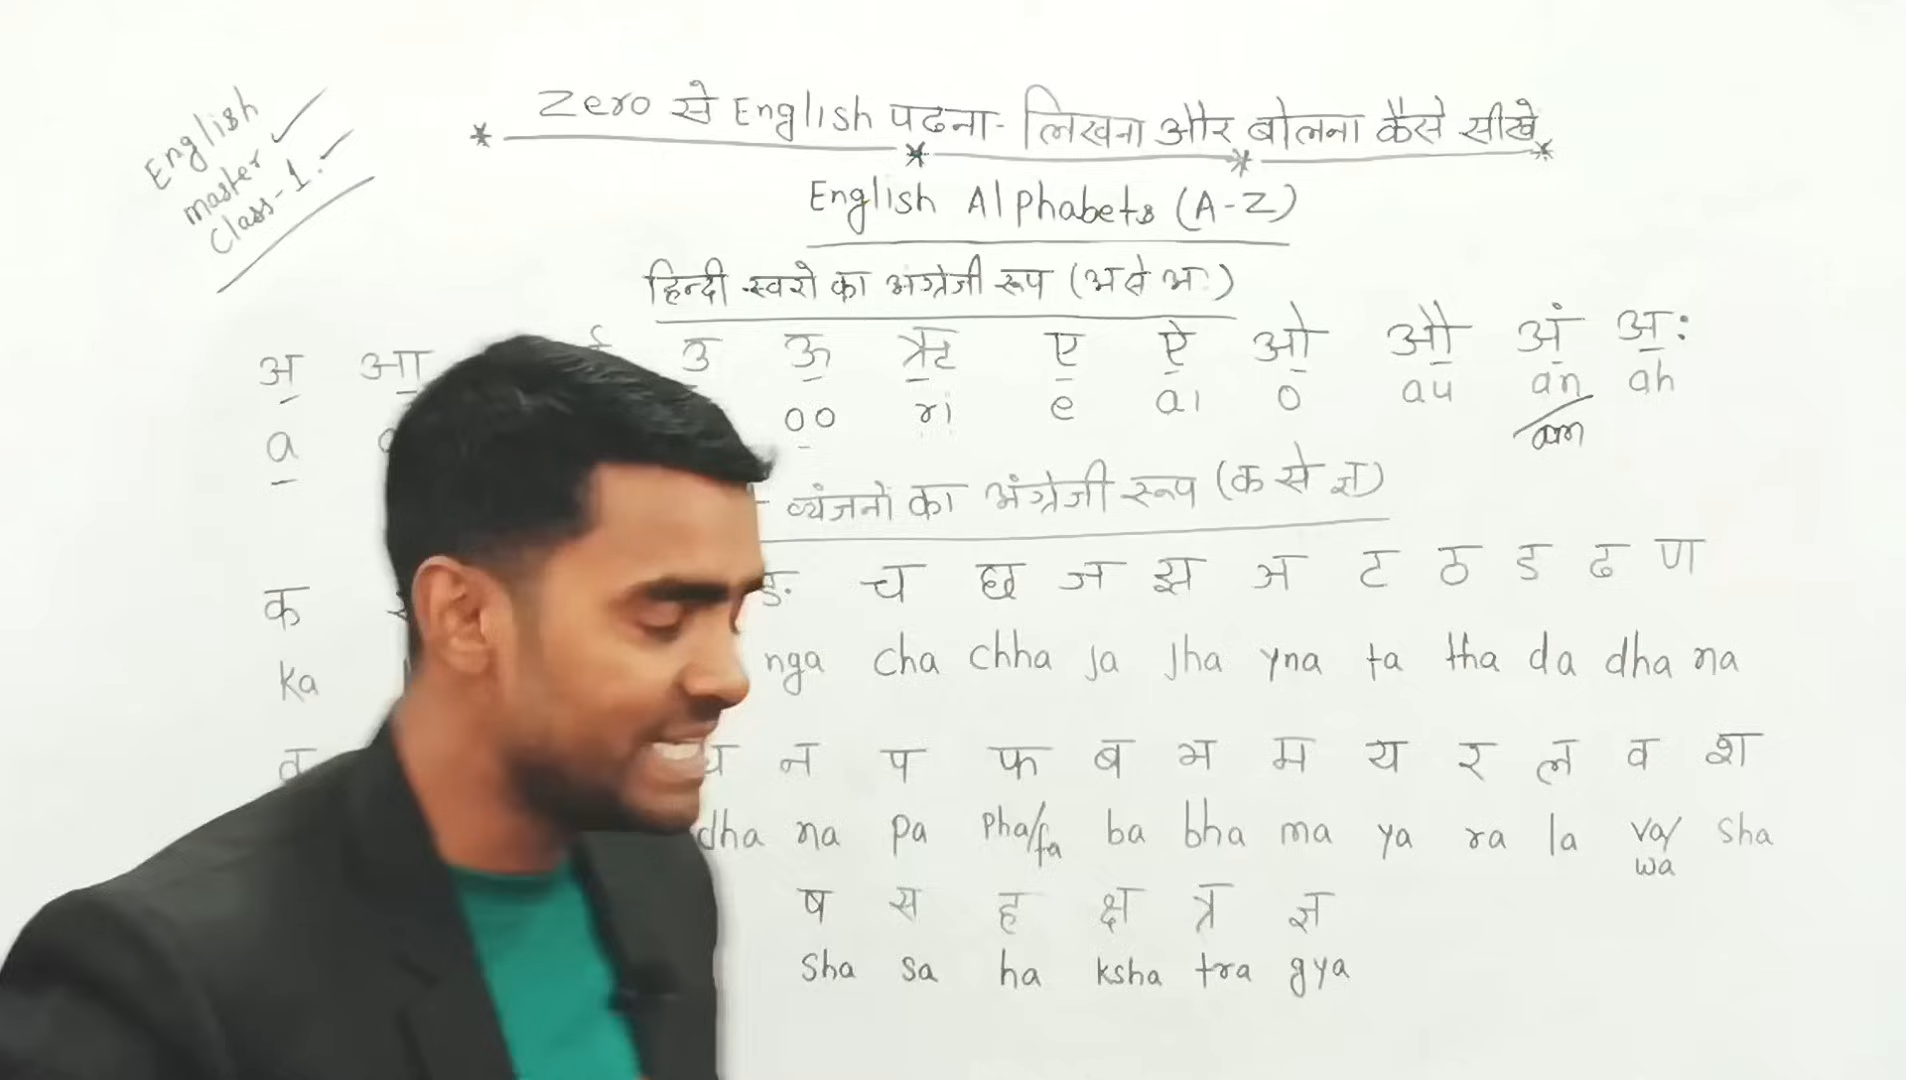 English
master
Class-1.
Zero से English पढना-लिखना और बोलना कैसे सीखे
English Alphabets (A-Z)
हिन्दी स्वरो का अंग्रेजी रूप (अ से अः)
अ आ उ ऊ ऋ ए ऐ ओ औ अं अः
a oo ri e ai o au an ah
am
व्यंजनों का अंग्रेजी रूप (क से ज्ञ)
क ङ च छ ज झ ञ ट ठ ड ढ ण
ka nga cha chha ja jha yna ta tha da dha na
न प फ ब भ म य र ल व श
dha na pa pha/fa ba bha ma ya ra la va/wa sha
ष स ह क्ष त्र ज्ञ
sha sa ha ksha tra gya